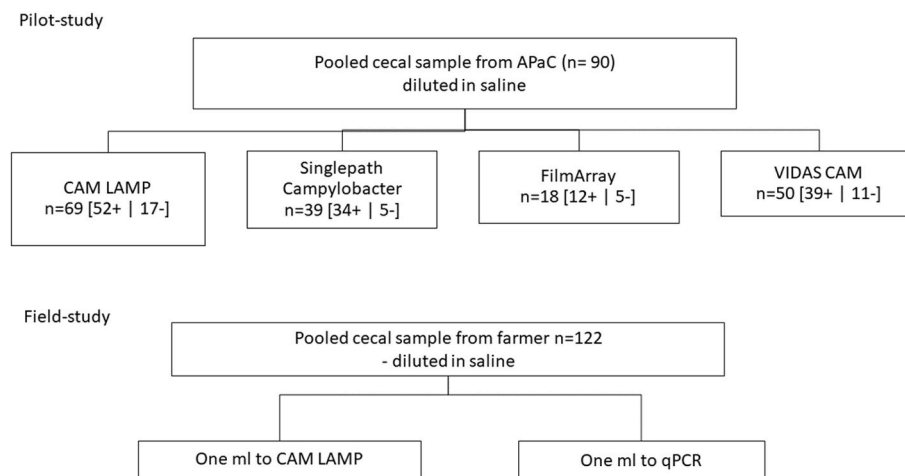 Pilot-study
Pooled cecal sample from APaC (n= 90)
diluted in saline
CAM LAMP
n=69 [52+ | 17-]
Singlepath
Campylobacter
n=39 [34+ | 5-]
FilmArray
n=18 [12+ | 5-]
VIDAS CAM
n=50 [39+ | 11-]
Field-study
Pooled cecal sample from farmer n=122
- diluted in saline
One ml to CAM LAMP
One ml to qPCR